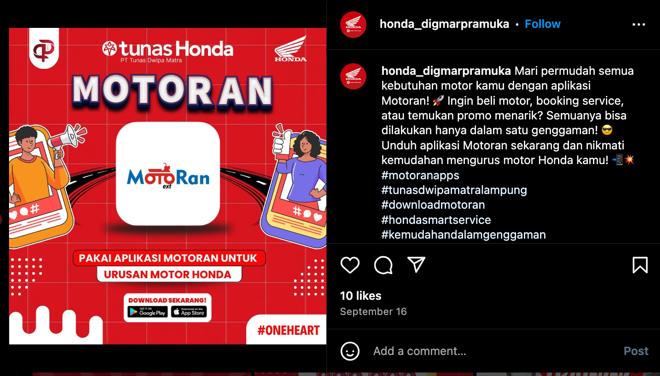 tunas Honda
PT Tunas Dwipa Matra
HONDA
MOTORAN
MOTORan
ext
PAKAI APLIKASI MOTORAN UNTUK
URUSAN MOTOR HONDA
DOWNLOAD SEKARANG!
Google Play
App Store
#ONEHEART
honda_digmarpramuka • Follow
honda_digmarpramuka Mari permudah semua
kebutuhan motor kamu dengan aplikasi
Motoran! 🚀 Ingin beli motor, booking service,
atau temukan promo menarik? Semuanya bisa
dilakukan hanya dalam satu genggaman! 😎
Unduh aplikasi Motoran sekarang dan nikmati
kemudahan mengurus motor Honda kamu! 📲💥
#motoranapps
#tunasdwipamatralampung
#downloadmotoran
#hondasmartservice
#kemudahandalamgenggaman
10 likes
September 16
Add a comment...
Post